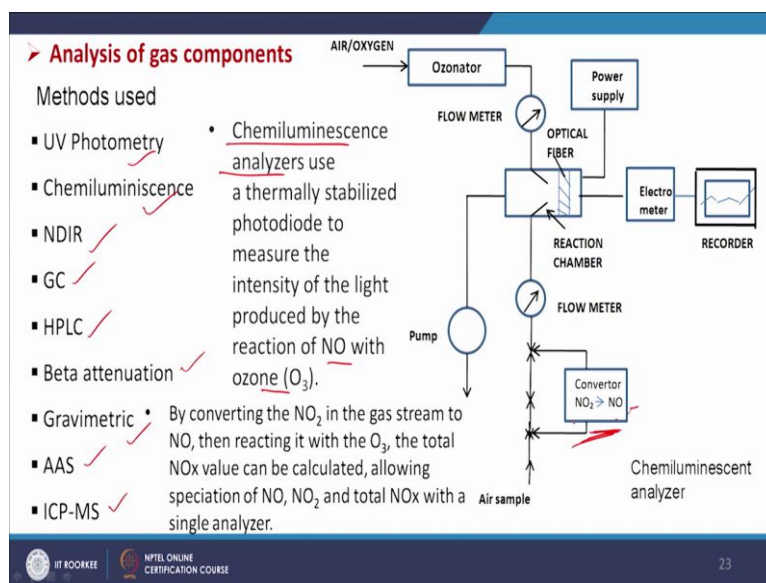 ➤ Analysis of gas components
Methods used
▪ UV Photometry
▪ Chemiluminiscence
▪ NDIR
▪ GC
▪ HPLC
▪ Beta attenuation
▪ Gravimetric
▪ AAS
▪ ICP-MS
• Chemiluminescence
analyzers use
a thermally stabilized
photodiode to
measure the
intensity of the light
produced by the
reaction of NO with
ozone (O₃).
• By converting the NO₂ in the gas stream to
NO, then reacting it with the O₃, the total
NOx value can be calculated, allowing
speciation of NO, NO₂ and total NOx with a
single analyzer.
AIR/OXYGEN
Ozonator
Power
supply
FLOW METER
OPTICAL
FIBER
Electro
meter
REACTION
CHAMBER
RECORDER
FLOW METER
Pump
Convertor
NO₂ → NO
Air sample
Chemiluminescent
analyzer
IIT ROORKEE
NPTEL ONLINE
CERTIFICATION COURSE
23